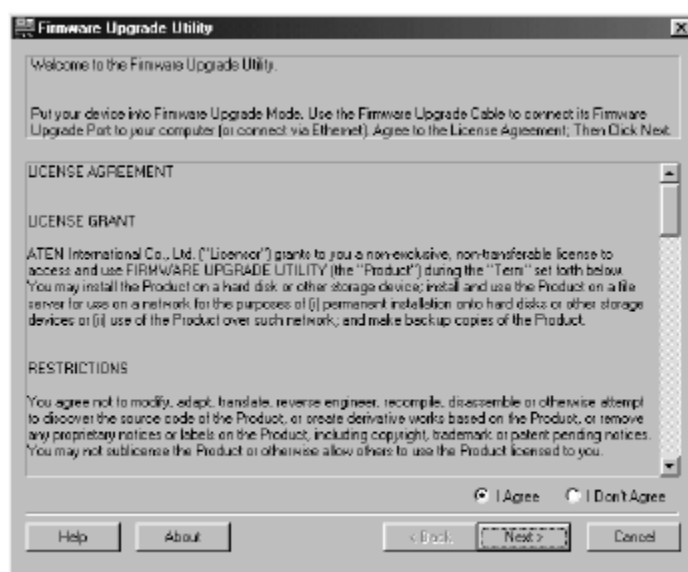 Firmware Upgrade Utility
Welcome to the Firmware Upgrade Utility.
Put your device into Firmware Upgrade Mode. Use the Firmware Upgrade Cable to connect its Firmware
Upgrade Port to your computer (or connect via Ethernet). Agree to the License Agreement; Then Click Next.
LICENSE AGREEMENT
LICENSE GRANT
ATEN International Co., Ltd. ("Licensor") grants to you a non-exclusive, non-transferable license to
access and use FIRMWARE UPGRADE UTILITY (the "Product") during the "Term" set forth below.
You may install the Product on a hard disk or other storage device; install and use the Product on a file
server for use on a network for the purposes of (i) permanent installation onto hard disks or other storage
devices or (ii) use of the Product over such network; and make backup copies of the Product.
RESTRICTIONS
You agree not to modify, adapt, translate, reverse engineer, recompile, disassemble or otherwise attempt
to discover the source code of the Product, or create derivative works based on the Product, or remove
any proprietary notices or labels on the Product, including copyright, trademark or patent pending notices.
You may not sublicense the Product or otherwise allow others to use the Product licensed to you.
I Agree I Don't Agree
Help About < Back Next > Cancel